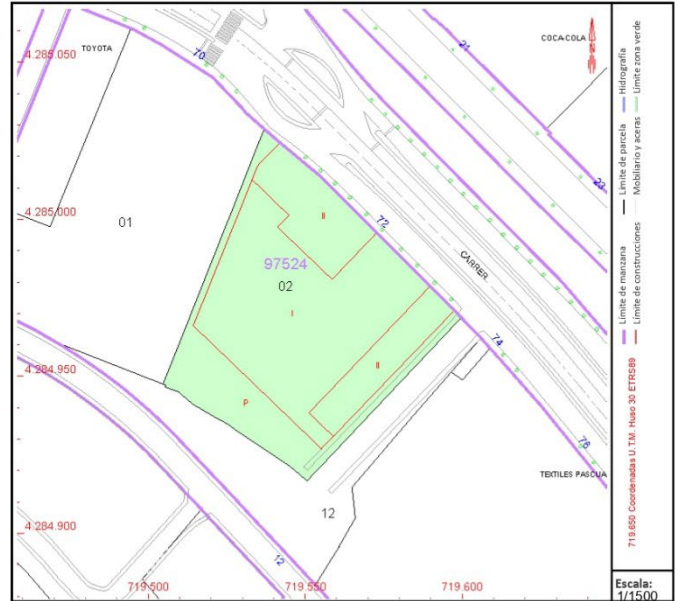 TOYOTA
70
21
COCA-COLA
4.285.050
23
4.285.000
01
II
72
97524
02
CARRER
I
4.284.950
II
74
P
76
TEXTILES PASCUA
12
4.284.900
12
719.500
719.550
719.600
Límite de manzana
Límite de parcela
Hidrografía
Límite de construcciones
Mobiliario y aceras
Límite zona verde
719.650 Coordenadas U.T.M. Huso 30 ETRS89
Escala:
1/1500